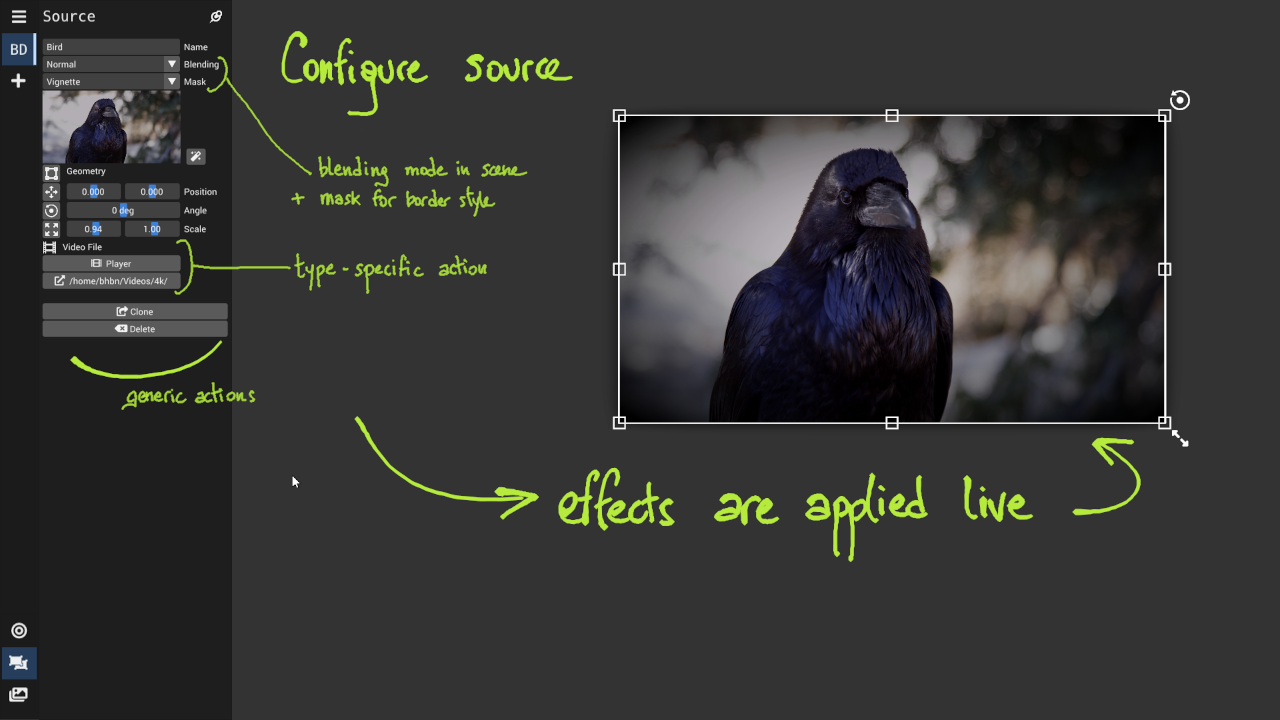 Source
BD
Bird Name
Normal Blending
Vignette Mask
Geometry
0.000 0.000 Position
0 deg Angle
0.94 1.00 Scale
Video File
Player
/home/bhbn/Videos/4k/
Clone
Delete
generic actions
Configure source
blending mode in scene
+ mask for border style
type-specific action
effects are applied live